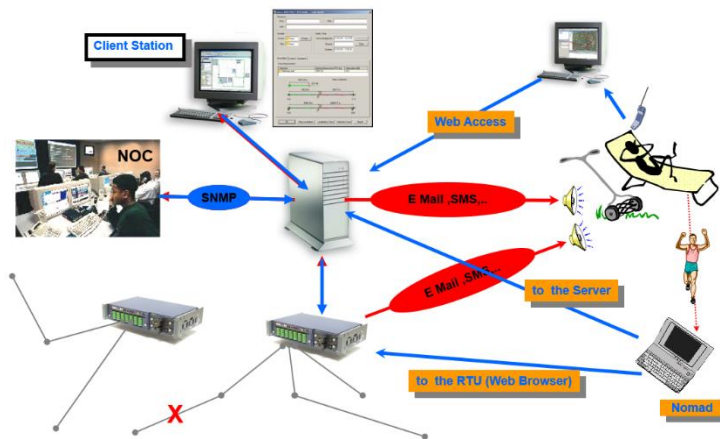 Client Station
NOC
Web Access
SNMP
E Mail ,SMS,..
E Mail ,SMS,..
to the Server
to the RTU (Web Browser)
X
Nomad